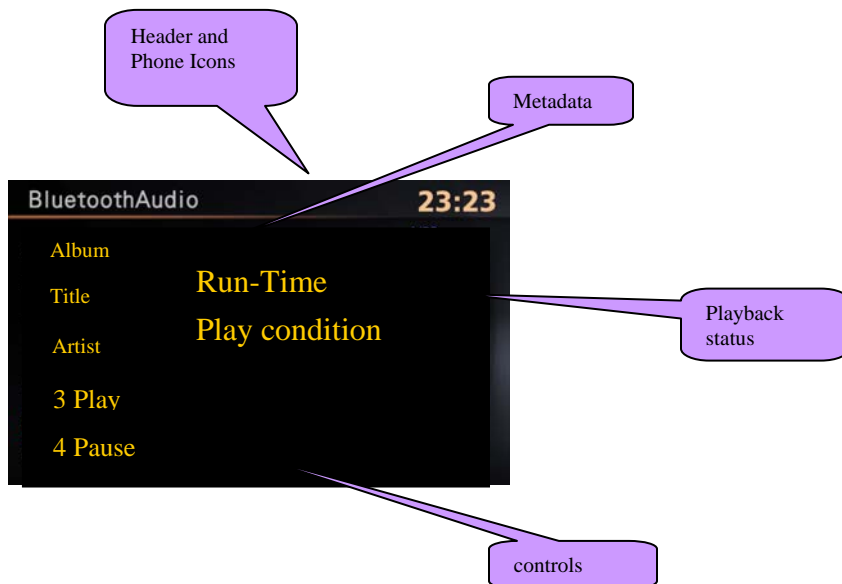 Header and
Phone Icons
Metadata
BluetoothAudio
23:23
Album
Run-Time
Title
Play condition
Artist
Playback
status
3 Play
4 Pause
controls